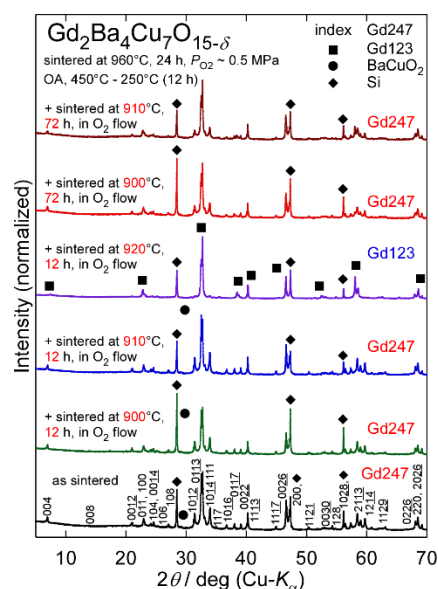 Gd2Ba4Cu7O15-δ
sintered at 960°C, 24 h, PO2 ~ 0.5 MPa
OA, 450°C - 250°C (12 h)
index Gd247
■ Gd123
● BaCuO2
◆ Si
+ sintered at 910°C,
72 h, in O2 flow
Gd247
+ sintered at 900°C,
72 h, in O2 flow
Gd247
+ sintered at 920°C,
12 h, in O2 flow
Gd123
+ sintered at 910°C,
12 h, in O2 flow
Gd247
+ sintered at 900°C,
12 h, in O2 flow
Gd247
as sintered
Gd247
004
008
0012
011, 100
104, 0014
106, 108
1012
0113
1014
111
117
1016
0117
0022
1113
1117
0026
200,
1121
0030
128,
1028,
2113
1214
1129
0226
220, 2026
Intensity (normalized)
10 20 30 40 50 60 70
2θ / deg (Cu-Kα)